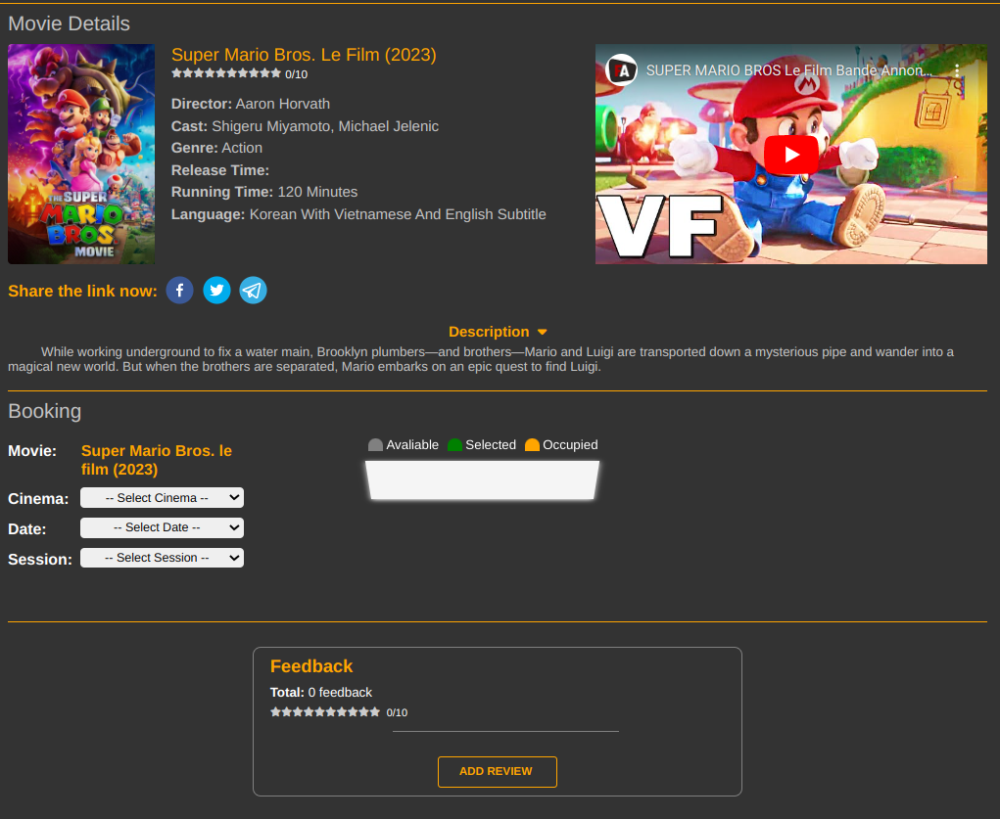 Movie Details
THE SUPER
MARIO
BROS.
MOVIE
Super Mario Bros. Le Film (2023)
0/10
Director: Aaron Horvath
Cast: Shigeru Miyamoto, Michael Jelenic
Genre: Action
Release Time:
Running Time: 120 Minutes
Language: Korean With Vietnamese And English Subtitle
A
SUPER MARIO BROS Le Film Bande Annon...
M
VF
Share the link now:
Description
While working underground to fix a water main, Brooklyn plumbers—and brothers—Mario and Luigi are transported down a mysterious pipe and wander into a
magical new world. But when the brothers are separated, Mario embarks on an epic quest to find Luigi.
Booking
Movie: Super Mario Bros. le
film (2023)
Cinema: -- Select Cinema --
Date: -- Select Date --
Session: -- Select Session --
Avaliable Selected Occupied
Feedback
Total: 0 feedback
0/10
ADD REVIEW